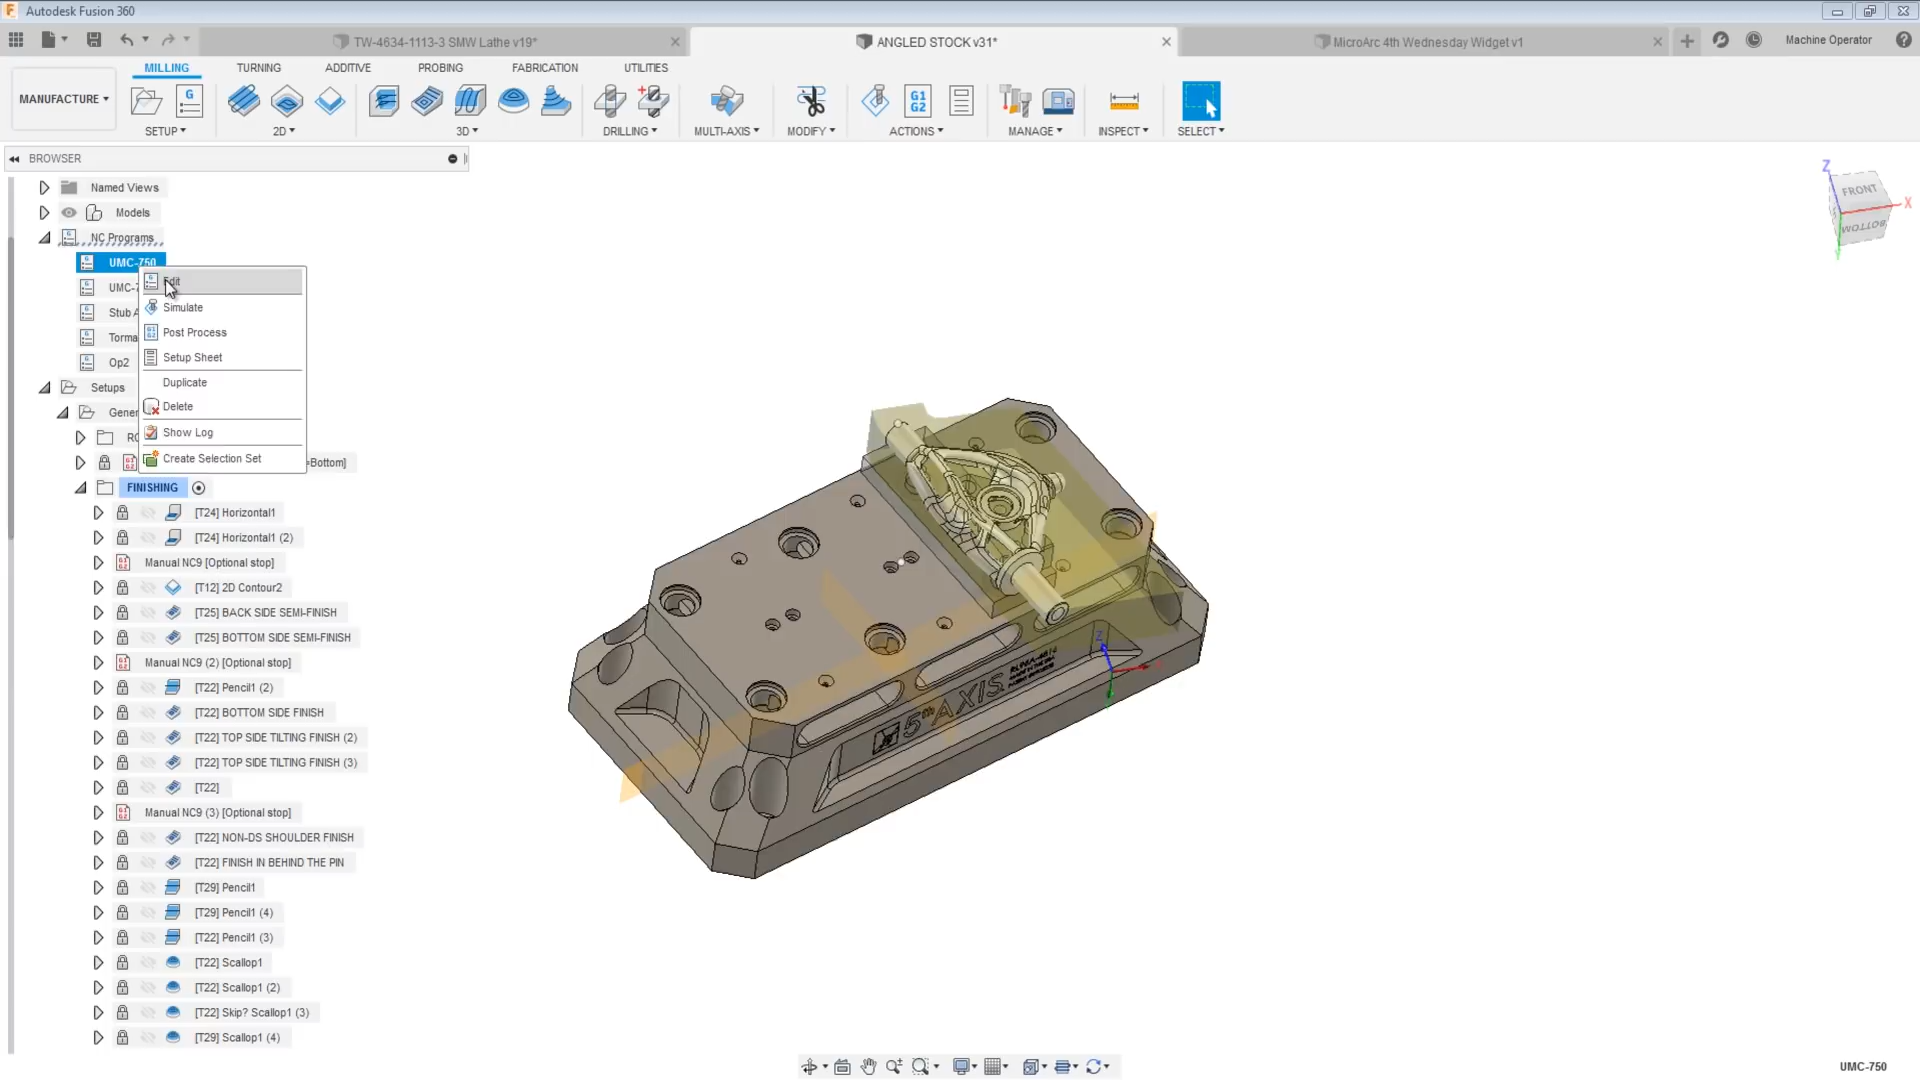 Autodesk Fusion 360
TW-4634-1113-3 SMW Lathe v19*
ANGLED STOCK v31*
MicroArc 4th Wednesday Widget v1
Machine Operator
MILLING
TURNING
ADDITIVE
PROBING
FABRICATION
UTILITIES
MANUFACTURE
SETUP
2D
3D
DRILLING
MULTI-AXIS
MODIFY
G1
G2
ACTIONS
MANAGE
INSPECT
SELECT
BROWSER
Named Views
Models
NC Programs
UMC-750
UMC-7
Stub A
Torma
Op2
Setups
Gener
RO
=Bottom]
Edit
Simulate
Post Process
Setup Sheet
Duplicate
Delete
Show Log
Create Selection Set
FINISHING
[T24] Horizontal1
[T24] Horizontal1 (2)
Manual NC9 [Optional stop]
[T12] 2D Contour2
[T25] BACK SIDE SEMI-FINISH
[T25] BOTTOM SIDE SEMI-FINISH
Manual NC9 (2) [Optional stop]
[T22] Pencil1 (2)
[T22] BOTTOM SIDE FINISH
[T22] TOP SIDE TILTING FINISH (2)
[T22] TOP SIDE TILTING FINISH (3)
[T22]
Manual NC9 (3) [Optional stop]
[T22] NON-DS SHOULDER FINISH
[T22] FINISH IN BEHIND THE PIN
[T29] Pencil1
[T29] Pencil1 (4)
[T22] Pencil1 (3)
[T22] Scallop1
[T22] Scallop1 (2)
[T22] Skip? Scallop1 (3)
[T29] Scallop1 (4)
Z
FRONT
X
BOTTOM
Y
Z
5th AXIS
UMC-750